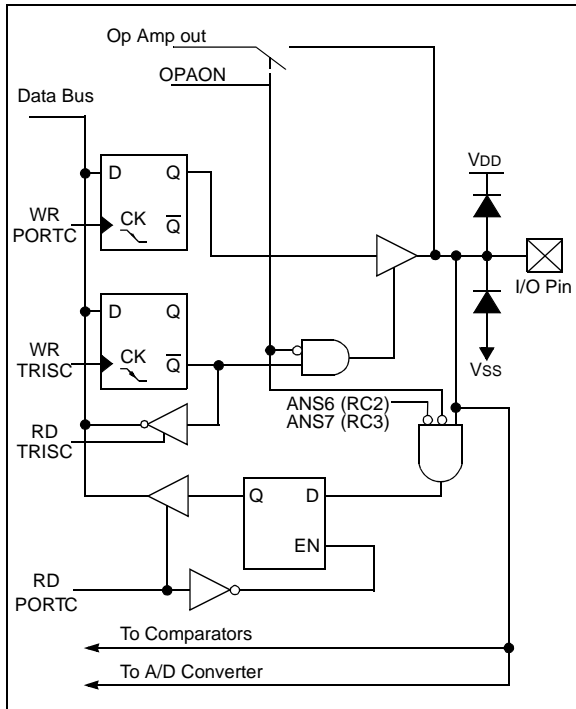 Op Amp out
OPAON
Data Bus
VDD
D Q
WR
PORTC
CK
Q
I/O Pin
D Q
WR
TRISC
CK
Q
VSS
ANS6 (RC2)
ANS7 (RC3)
RD
TRISC
Q D
EN
RD
PORTC
To Comparators
To A/D Converter